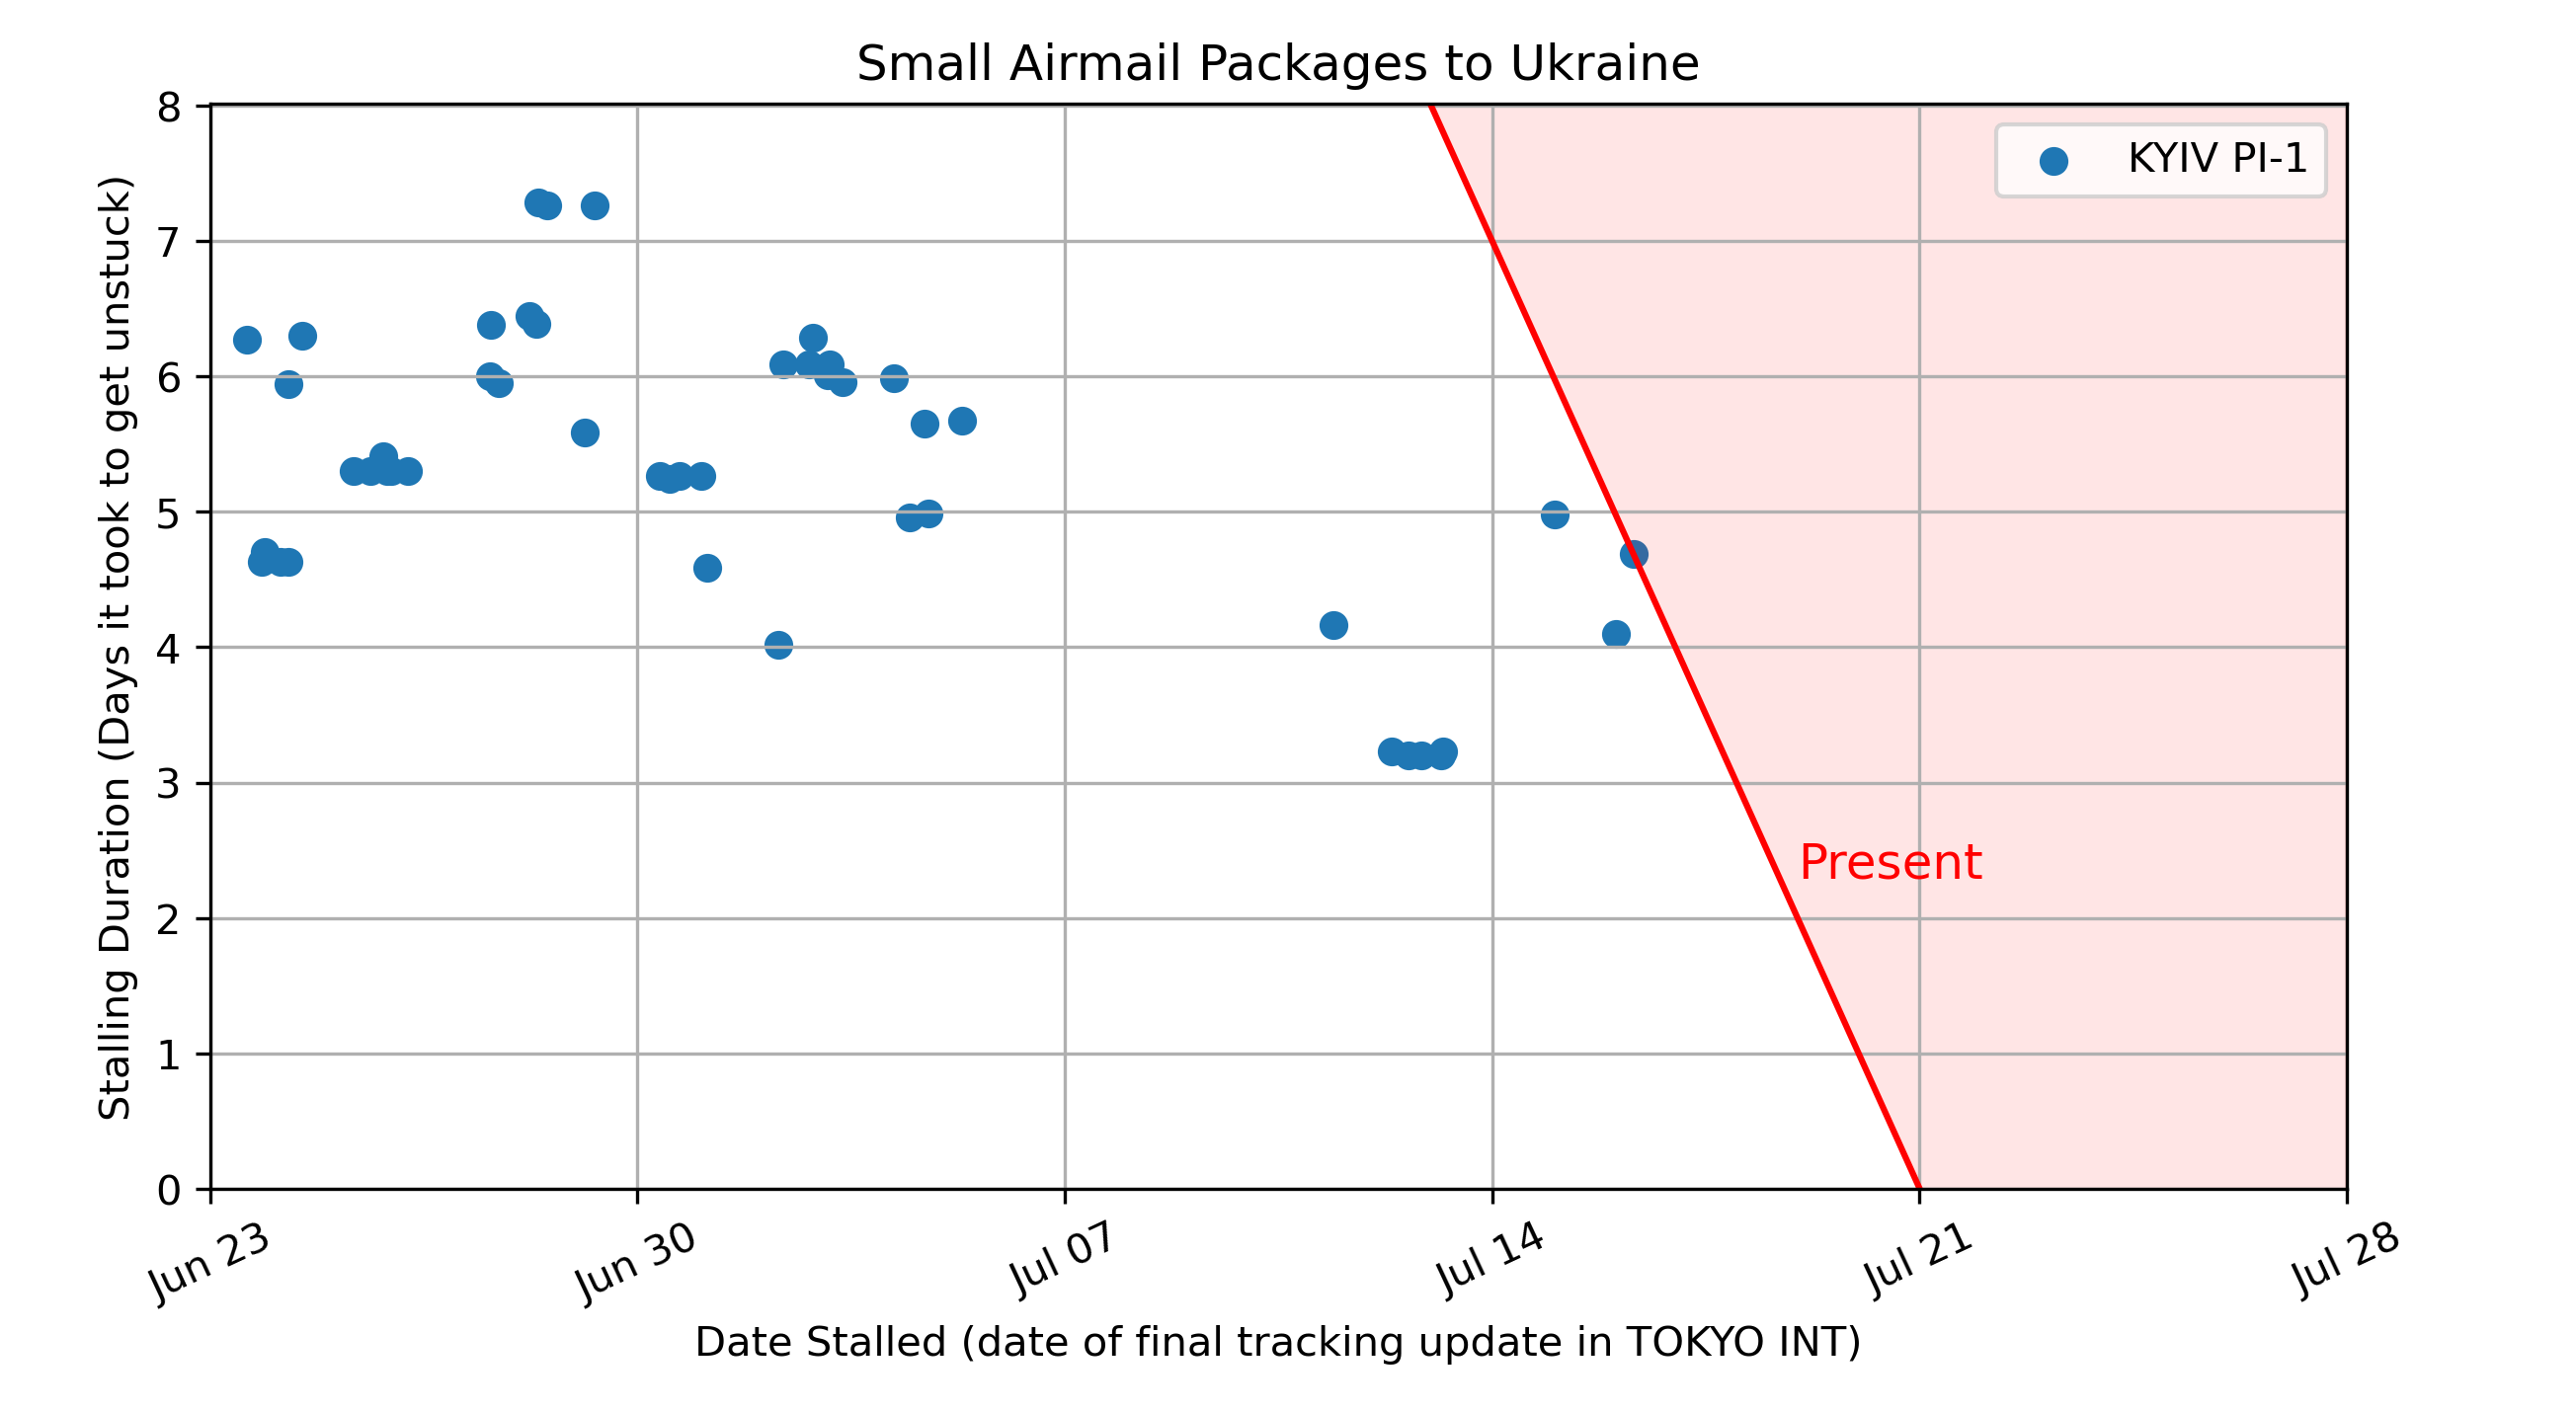 Small Airmail Packages to Ukraine
KYIV PI-1
Stalling Duration (Days it took to get unstuck)
8
7
6
5
4
3
2
1
0
Present
Jun 23
Jun 30
Jul 07
Jul 14
Jul 21
Jul 28
Date Stalled (date of final tracking update in TOKYO INT)